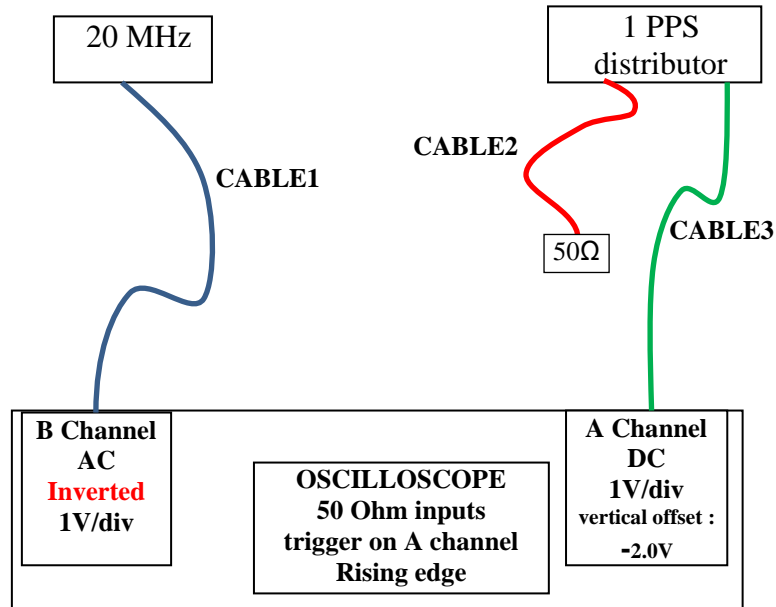 20 MHz
1 PPS
distributor
CABLE1
CABLE2
CABLE3
50Ω
B Channel
AC
Inverted
1V/div
OSCILLOSCOPE
50 Ohm inputs
trigger on A channel
Rising edge
A Channel
DC
1V/div
vertical offset :
-2.0V